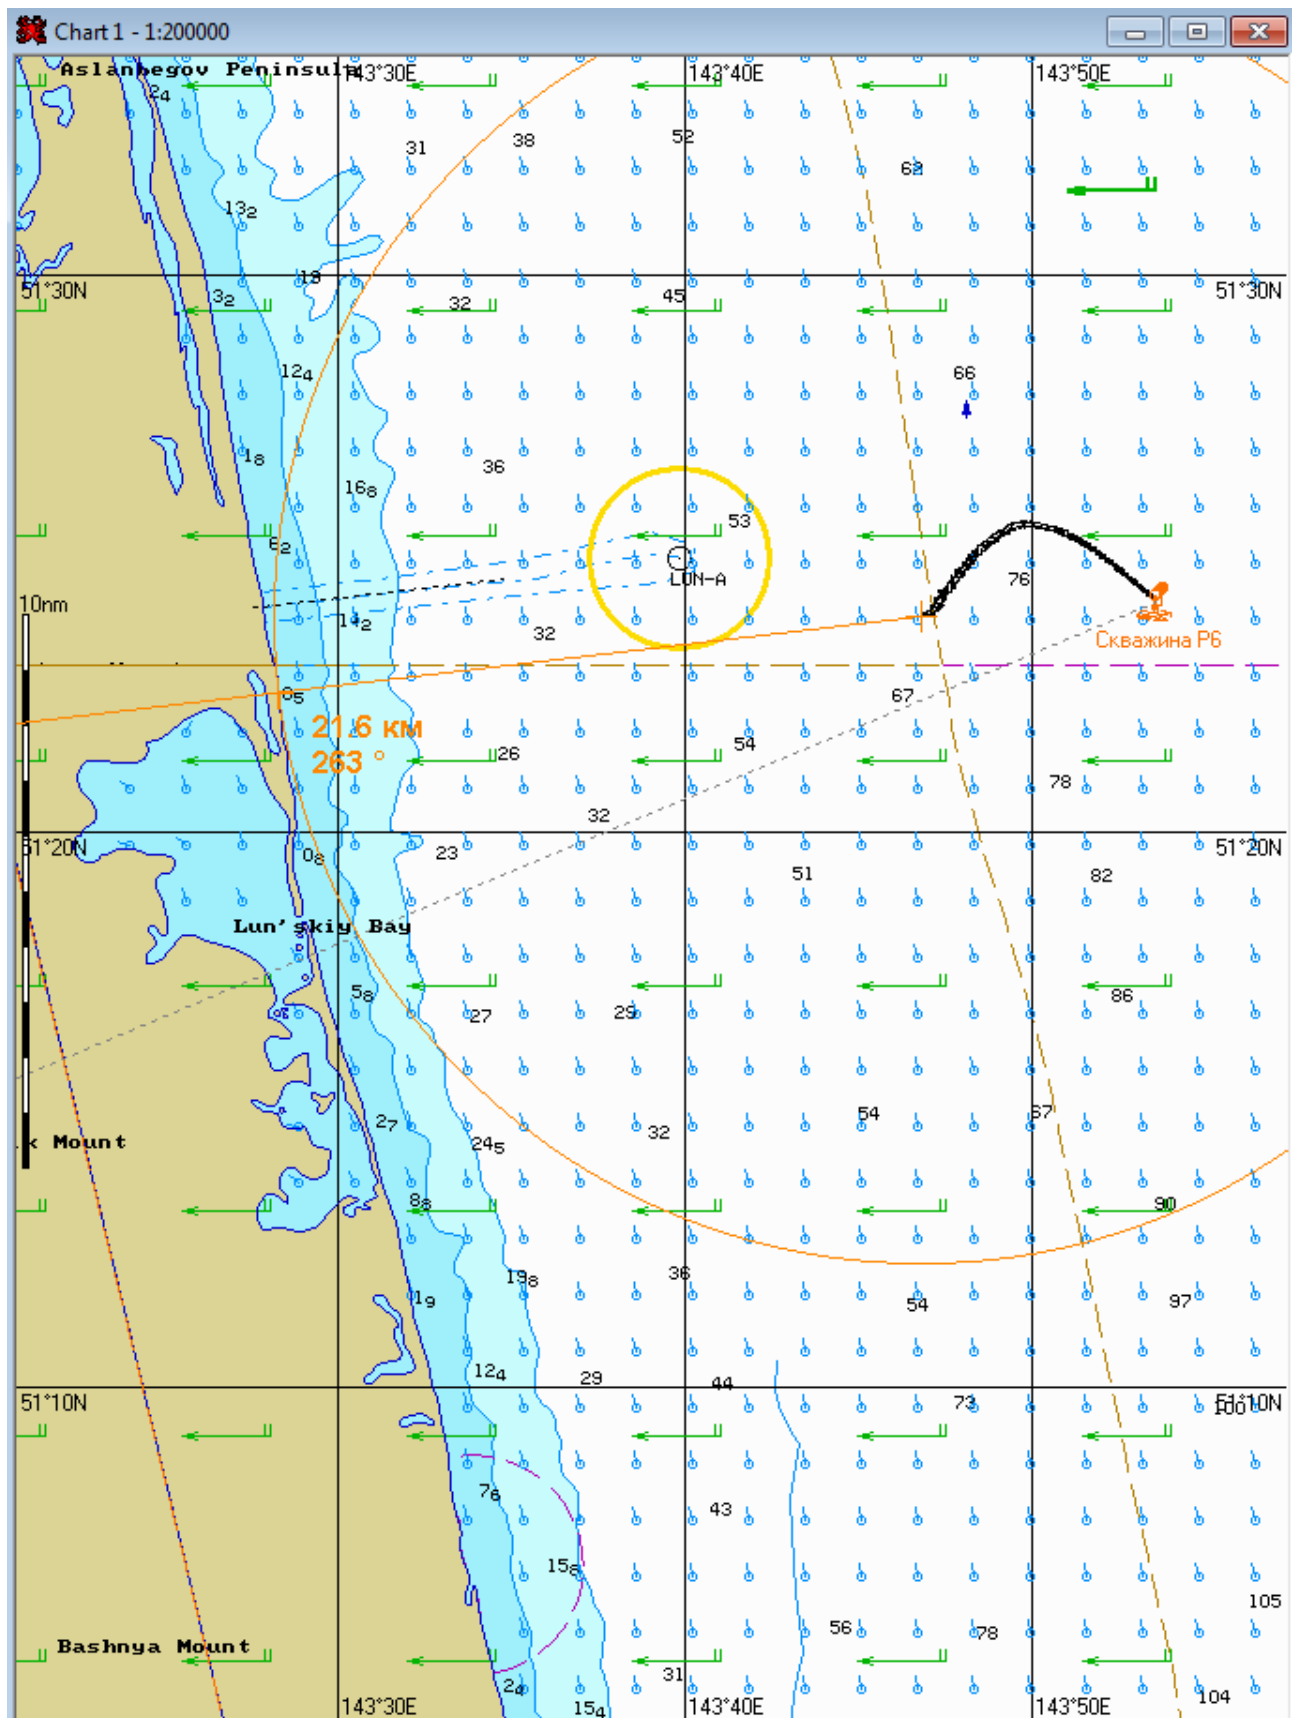 Chart 1 - 1:200000
Aslanbegov Peninsula
143°30E
143°40E
143°50E
2₄
31
38
52
62
13₂
51°30N
19
51°30N
3₂
32
45
12₄
66
1₈
36
16₈
53
6₂
LUN-A
76
10nm
14₂
32
Скважина Р6
0₅
67
21.6 км
54
26
263 °
78
32
51°20N
0₈
23
51°20N
51
82
Lun'skiy Bay
5₈
86
27
29
54
67
2₇
32
k Mount
24₅
8₈
90
36
19₈
1₉
54
97
12₄
29
44
51°10N
73
100
51°10N
7₆
43
15₈
105
56
78
Bashnya Mount
31
2₄
104
143°30E
15₄
143°40E
143°50E